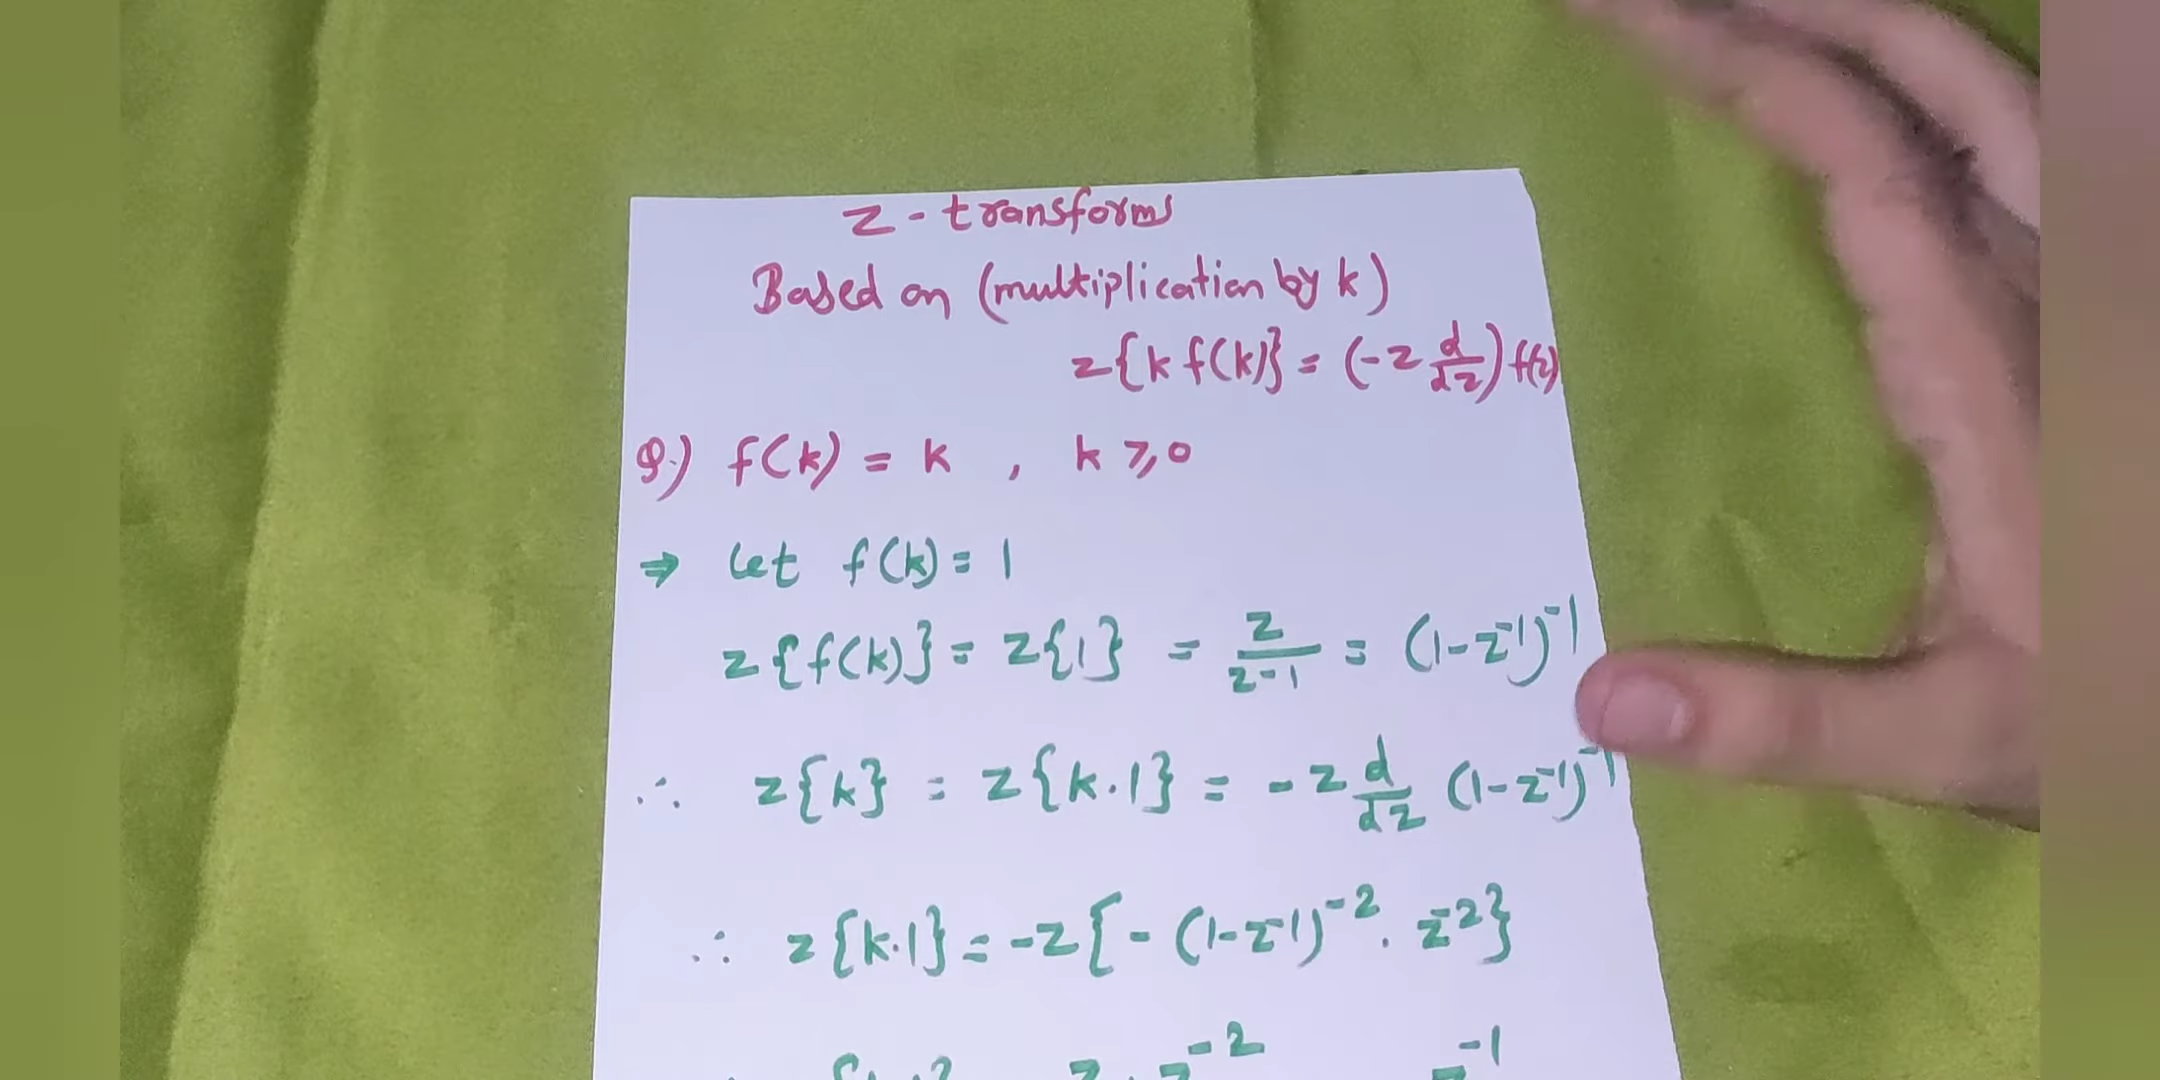 z - transforms
Based on (multiplication by k)
z{k f(k)} = (-z d/dz) f(z)
Q.) f(k) = k , k ≥ 0
⇒ let f(k) = 1
z{f(k)} = z{1} = z/(z-1) = (1-z⁻¹)⁻¹
∴ z{k} = z{k.1} = -z d/dz (1-z⁻¹)⁻¹
∴ z{k.1} = -z{-(1-z⁻¹)⁻². z⁻²}